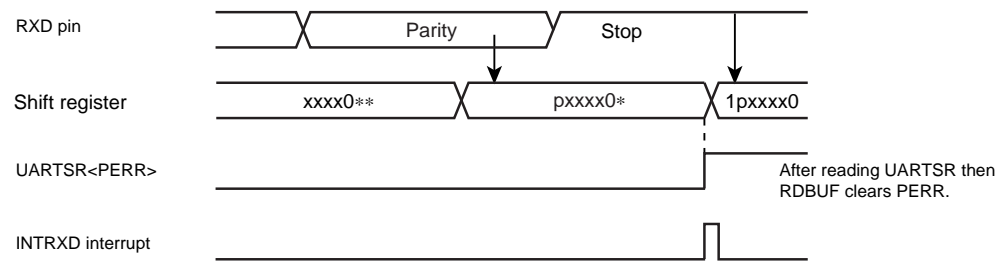 RXD pin
Parity
Stop
Shift register
xxxx0**
pxxxx0*
1pxxxx0
UARTSR<PERR>
After reading UARTSR then
RDBUF clears PERR.
INTRXD interrupt